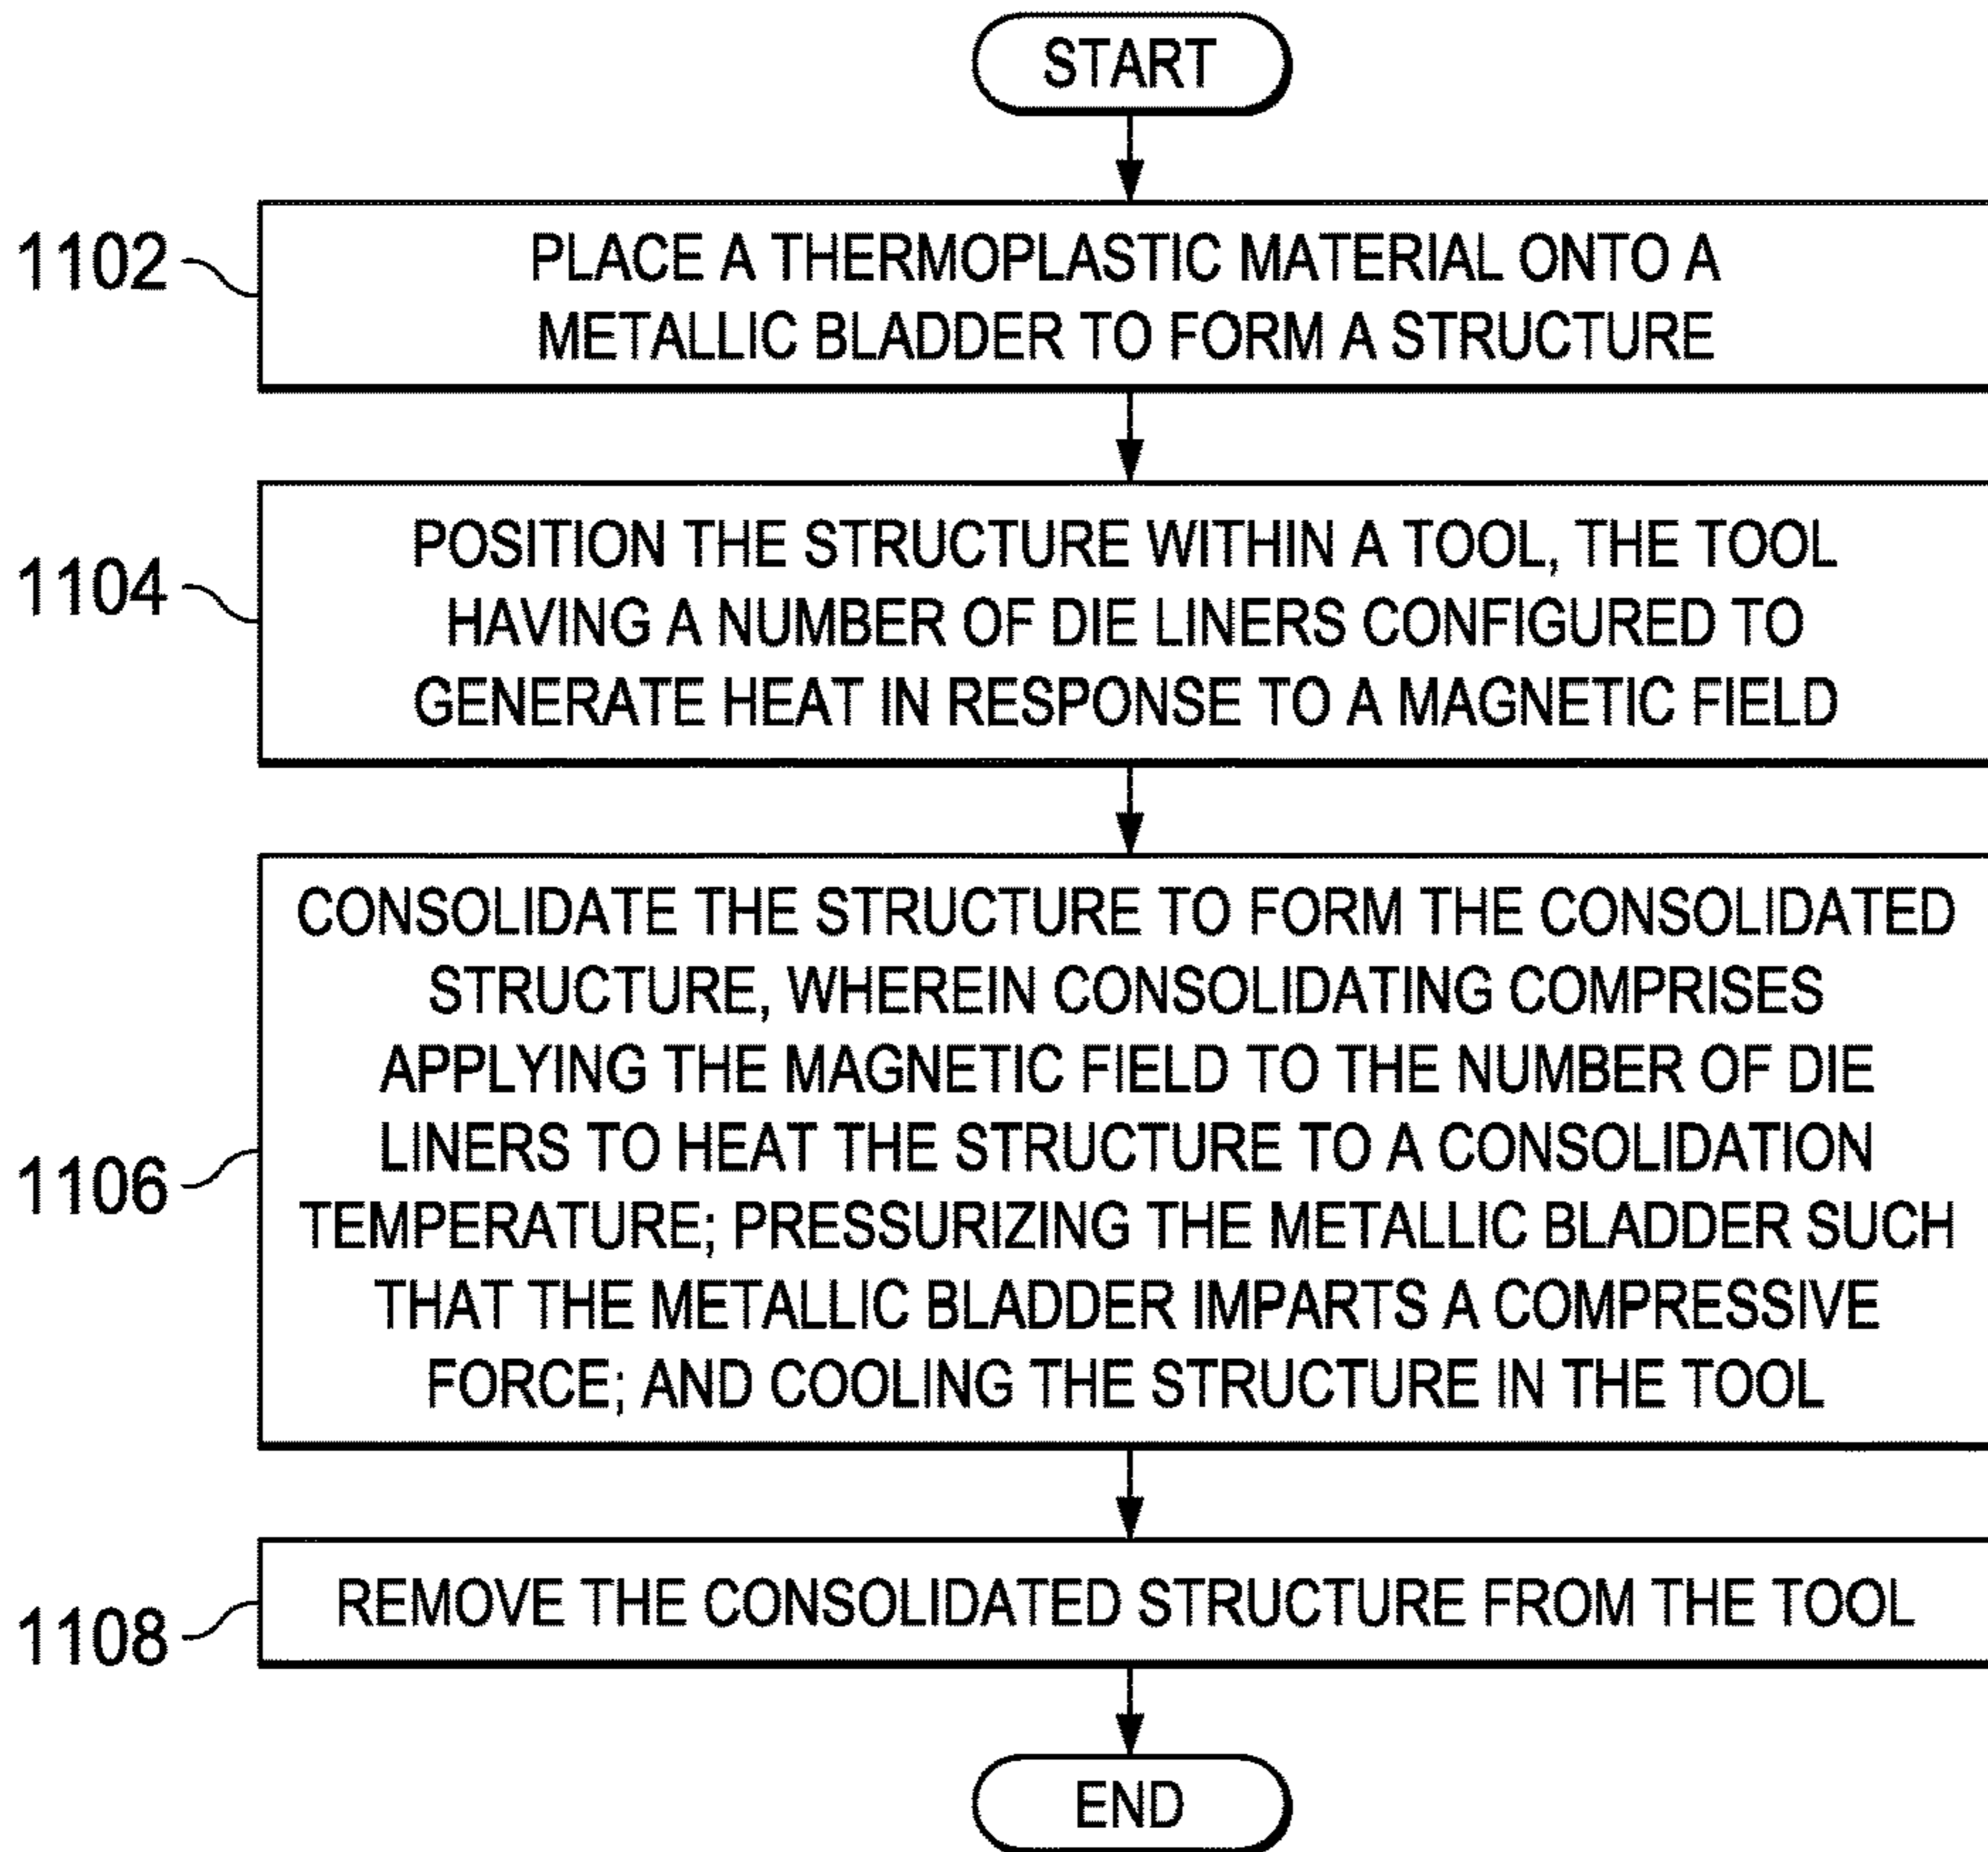 START
1102
PLACE A THERMOPLASTIC MATERIAL ONTO A
METALLIC BLADDER TO FORM A STRUCTURE
1104
POSITION THE STRUCTURE WITHIN A TOOL, THE TOOL
HAVING A NUMBER OF DIE LINERS CONFIGURED TO
GENERATE HEAT IN RESPONSE TO A MAGNETIC FIELD
1106
CONSOLIDATE THE STRUCTURE TO FORM THE CONSOLIDATED
STRUCTURE, WHEREIN CONSOLIDATING COMPRISES
APPLYING THE MAGNETIC FIELD TO THE NUMBER OF DIE
LINERS TO HEAT THE STRUCTURE TO A CONSOLIDATION
TEMPERATURE; PRESSURIZING THE METALLIC BLADDER SUCH
THAT THE METALLIC BLADDER IMPARTS A COMPRESSIVE
FORCE; AND COOLING THE STRUCTURE IN THE TOOL
1108
REMOVE THE CONSOLIDATED STRUCTURE FROM THE TOOL
END